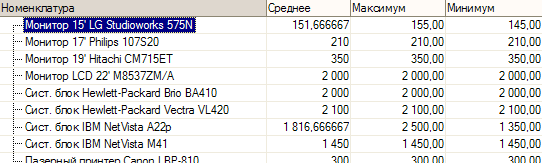 Номенклатура Среднее Максимум Минимум
Монитор 15' LG Studioworks 575N 151,666667 155,00 145,00
Монитор 17' Philips 107S20 210 210,00 210,00
Монитор 19' Hitachi CM715ET 350 350,00 350,00
Монитор LCD 22' M8537ZM/A 2 000 2 000,00 2 000,00
Сист. блок Hewlett-Packard Brio BA410 2 000 2 000,00 2 000,00
Сист. блок Hewlett-Packard Vectra VL420 2 100 2 100,00 2 100,00
Сист. блок IBM NetVista A22p 1 816,666667 2 500,00 1 350,00
Сист. блок IBM NetVista M41 1 450 1 450,00 1 450,00
Лазерный принтер Canon LBP-810 300 300,00 300,00